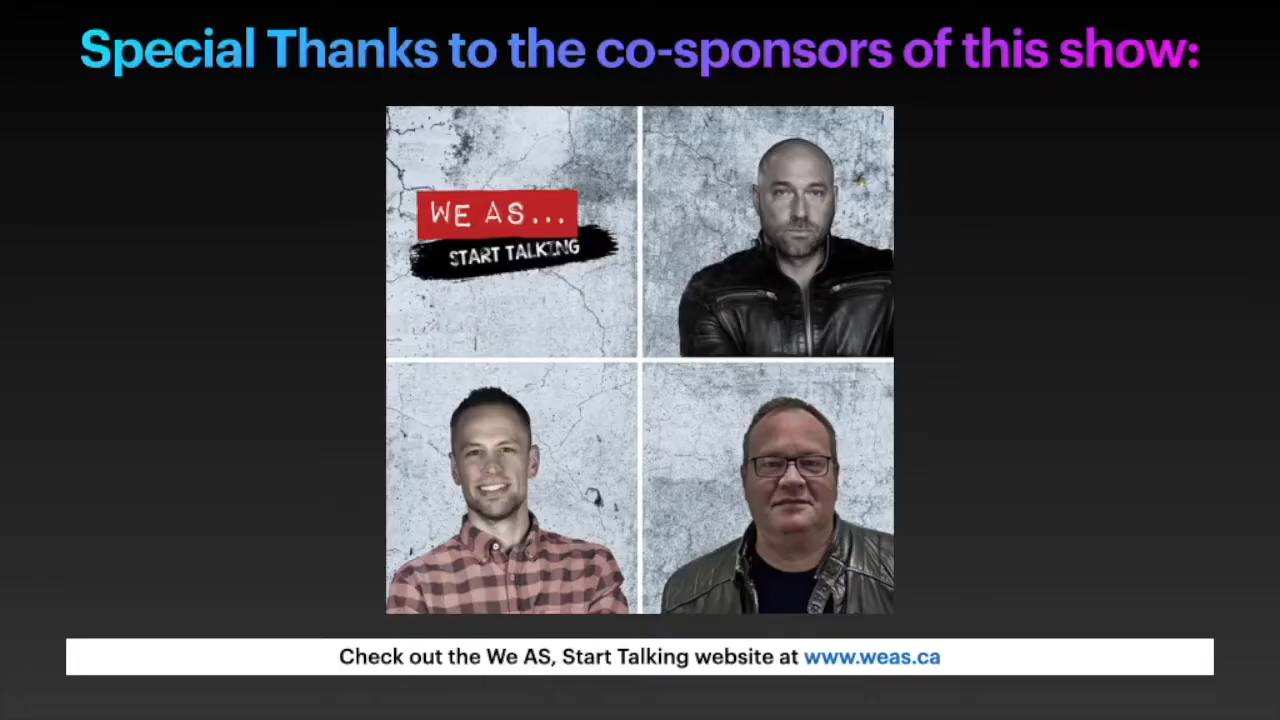 Special Thanks to the co-sponsors of this show:
WE AS...
START TALKING
Check out the We AS, Start Talking website at www.weas.ca